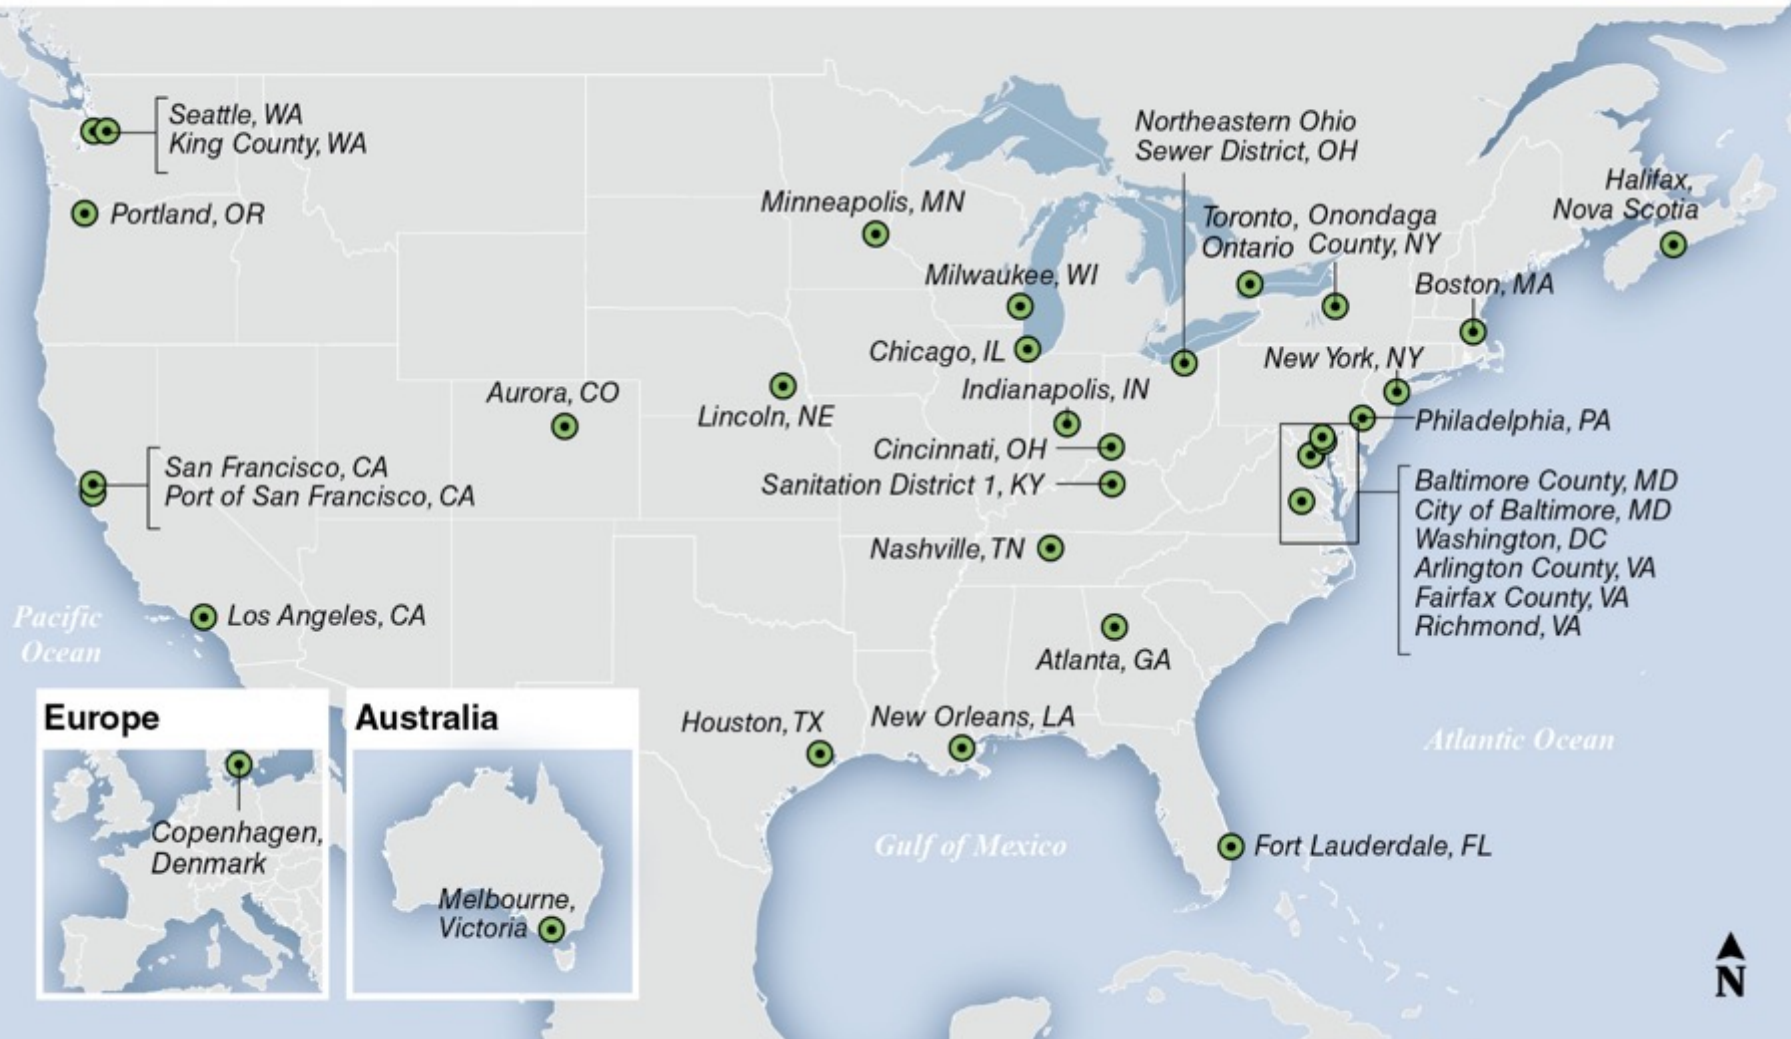 Seattle, WA
King County, WA
Portland, OR
Northeastern Ohio
Sewer District, OH
Minneapolis, MN
Toronto,
Ontario
Onondaga
County, NY
Halifax,
Nova Scotia
Milwaukee, WI
Boston, MA
Chicago, IL
New York, NY
Aurora, CO
Lincoln, NE
Indianapolis, IN
Philadelphia, PA
Cincinnati, OH
Sanitation District 1, KY
San Francisco, CA
Port of San Francisco, CA
Baltimore County, MD
City of Baltimore, MD
Washington, DC
Arlington County, VA
Fairfax County, VA
Richmond, VA
Nashville, TN
Pacific
Ocean
Los Angeles, CA
Atlanta, GA
Houston, TX
New Orleans, LA
Atlantic Ocean
Gulf of Mexico
Fort Lauderdale, FL
Europe
Copenhagen,
Denmark
Australia
Melbourne,
Victoria
N